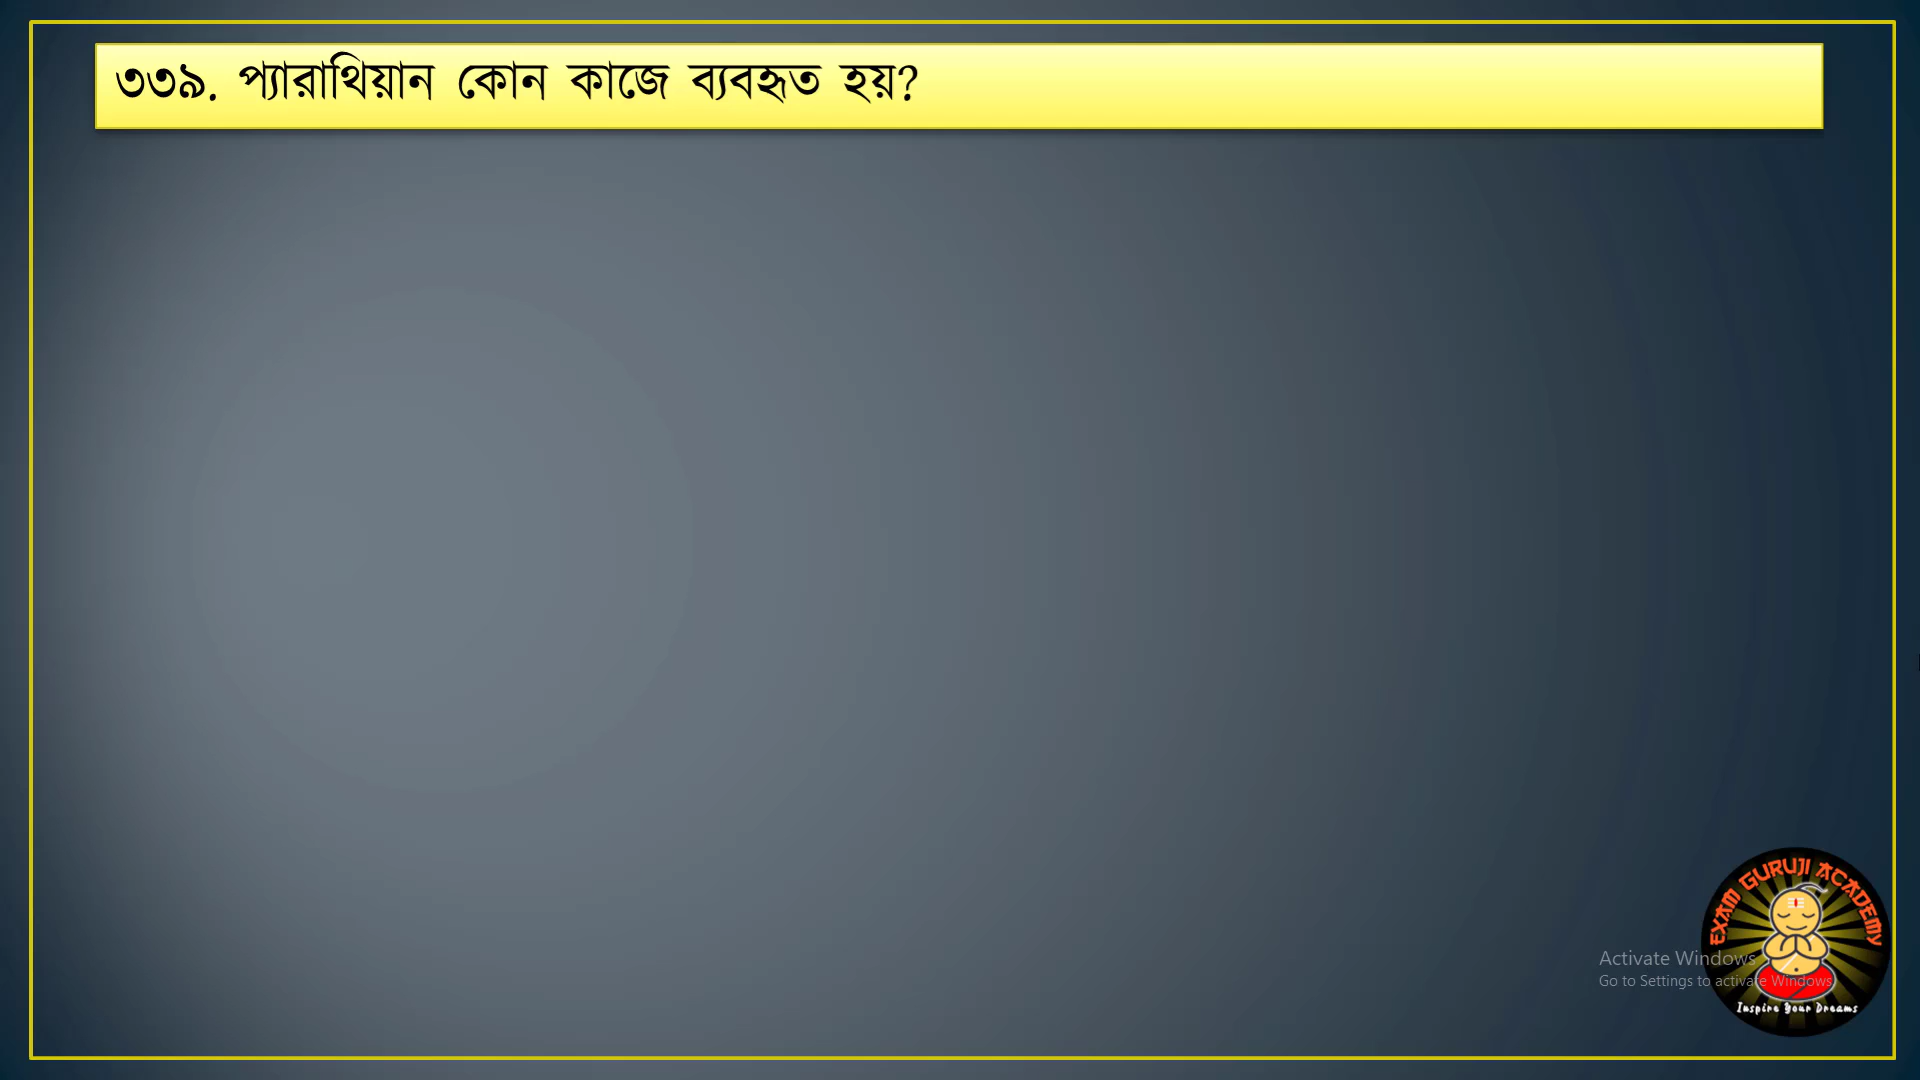 ৩৩৯. প্যারাথিয়ান কোন কাজে ব্যবহৃত হয়?
EXAM GURUJI ACADEMY
Activate Windows
Go to Settings to activate Windows
Inspire Your Dreams